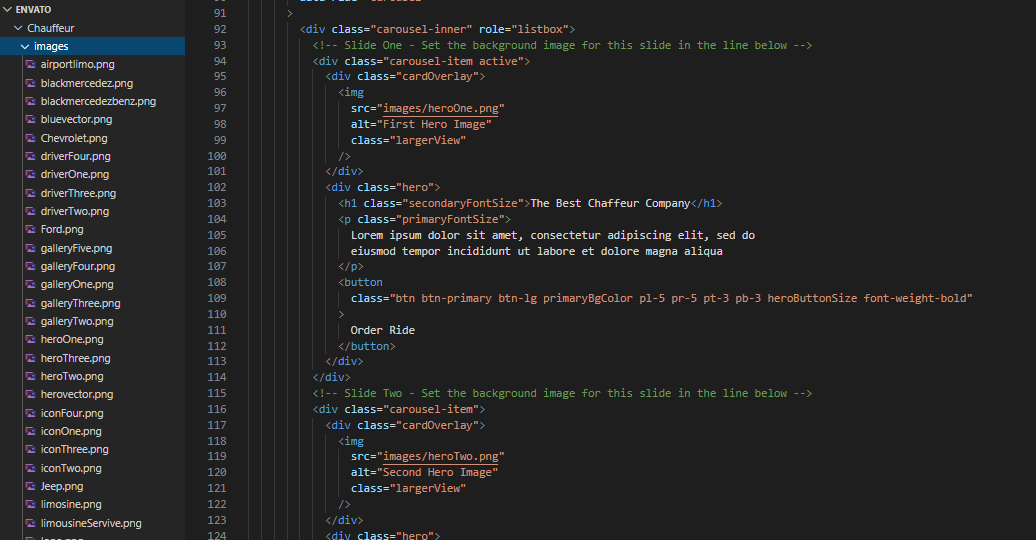 ENVATO
Chauffeur
images
airportlimo.png
blackmercedez.png
blackmercedezbenz.png
bluevector.png
Chevrolet.png
driverFour.png
driverOne.png
driverThree.png
driverTwo.png
Ford.png
galleryFive.png
galleryFour.png
galleryOne.png
galleryThree.png
galleryTwo.png
heroOne.png
heroThree.png
heroTwo.png
herovector.png
iconFour.png
iconOne.png
iconThree.png
iconTwo.png
Jeep.png
limosine.png
limousineServive.png
91 >
92 <div class="carousel-inner" role="listbox">
93 <!-- Slide One - Set the background image for this slide in the line below -->
94 <div class="carousel-item active">
95 <div class="cardOverlay">
96 <img
97 src="images/heroOne.png"
98 alt="First Hero Image"
99 class="largerView"
100 />
101 </div>
102 <div class="hero">
103 <h1 class="secondaryFontSize">The Best Chaffeur Company</h1>
104 <p class="primaryFontSize">
105 Lorem ipsum dolor sit amet, consectetur adipiscing elit, sed do
106 eiusmod tempor incididunt ut labore et dolore magna aliqua
107 </p>
108 <button
109 class="btn btn-primary btn-lg primaryBgColor pl-5 pr-5 pt-3 pb-3 heroButtonSize font-weight-bold"
110 >
111 Order Ride
112 </button>
113 </div>
114 </div>
115 <!-- Slide Two - Set the background image for this slide in the line below -->
116 <div class="carousel-item">
117 <div class="cardOverlay">
118 <img
119 src="images/heroTwo.png"
120 alt="Second Hero Image"
121 class="largerView"
122 />
123 </div>
124 <div class="hero">